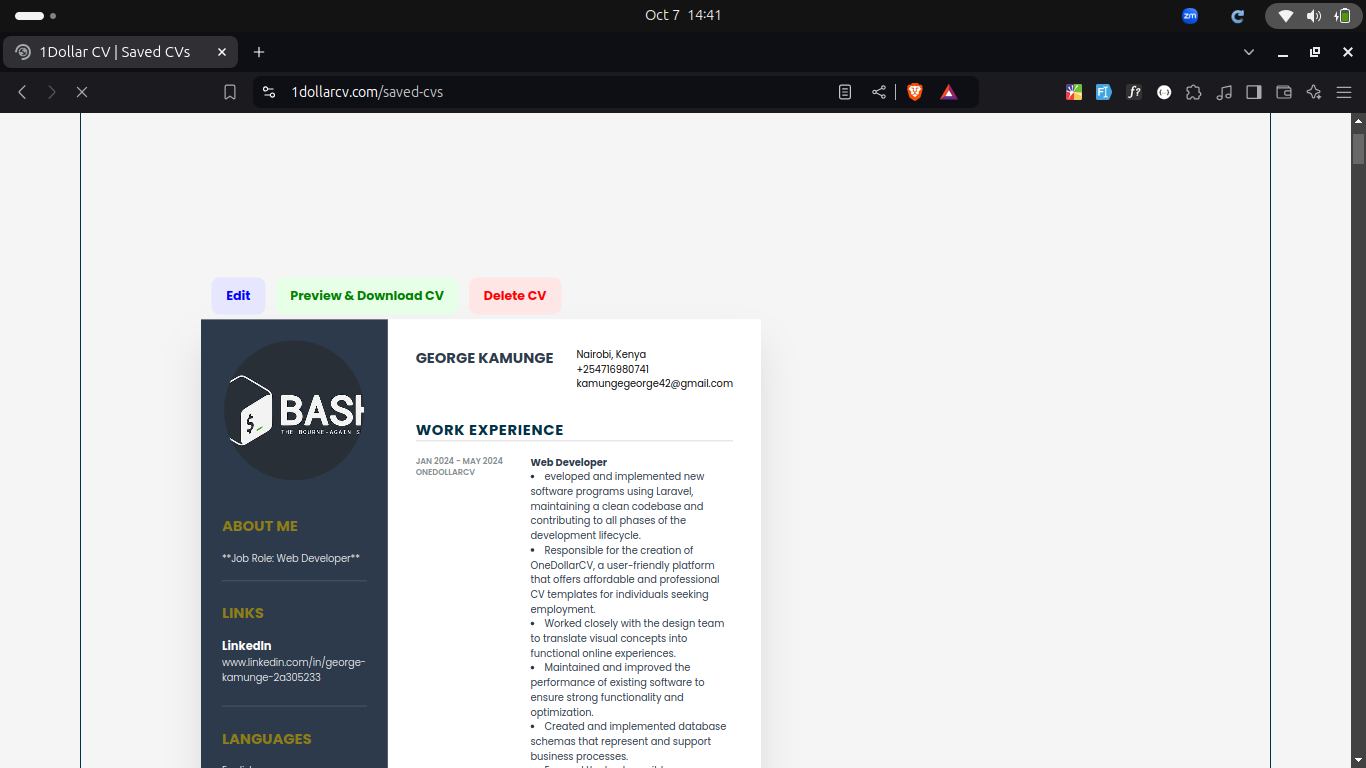 Oct 7 14:41
zm
1Dollar CV | Saved CVs
1dollarcv.com/saved-cvs
Edit
Preview & Download CV
Delete CV
BASH
THE BOURNE-AGAIN S
ABOUT ME
**Job Role: Web Developer**
LINKS
LinkedIn
www.linkedin.com/in/george-
kamunge-2a305233
LANGUAGES
GEORGE KAMUNGE
Nairobi, Kenya
+254716980741
kamungegeorge42@gmail.com
WORK EXPERIENCE
JAN 2024 - MAY 2024
ONEDOLLARCV
Web Developer
• eveloped and implemented new
software programs using Laravel,
maintaining a clean codebase and
contributing to all phases of the
development lifecycle.
• Responsible for the creation of
OneDollarCV, a user-friendly platform
that offers affordable and professional
CV templates for individuals seeking
employment.
• Worked closely with the design team
to translate visual concepts into
functional online experiences.
• Maintained and improved the
performance of existing software to
ensure strong functionality and
optimization.
• Created and implemented database
schemas that represent and support
business processes.